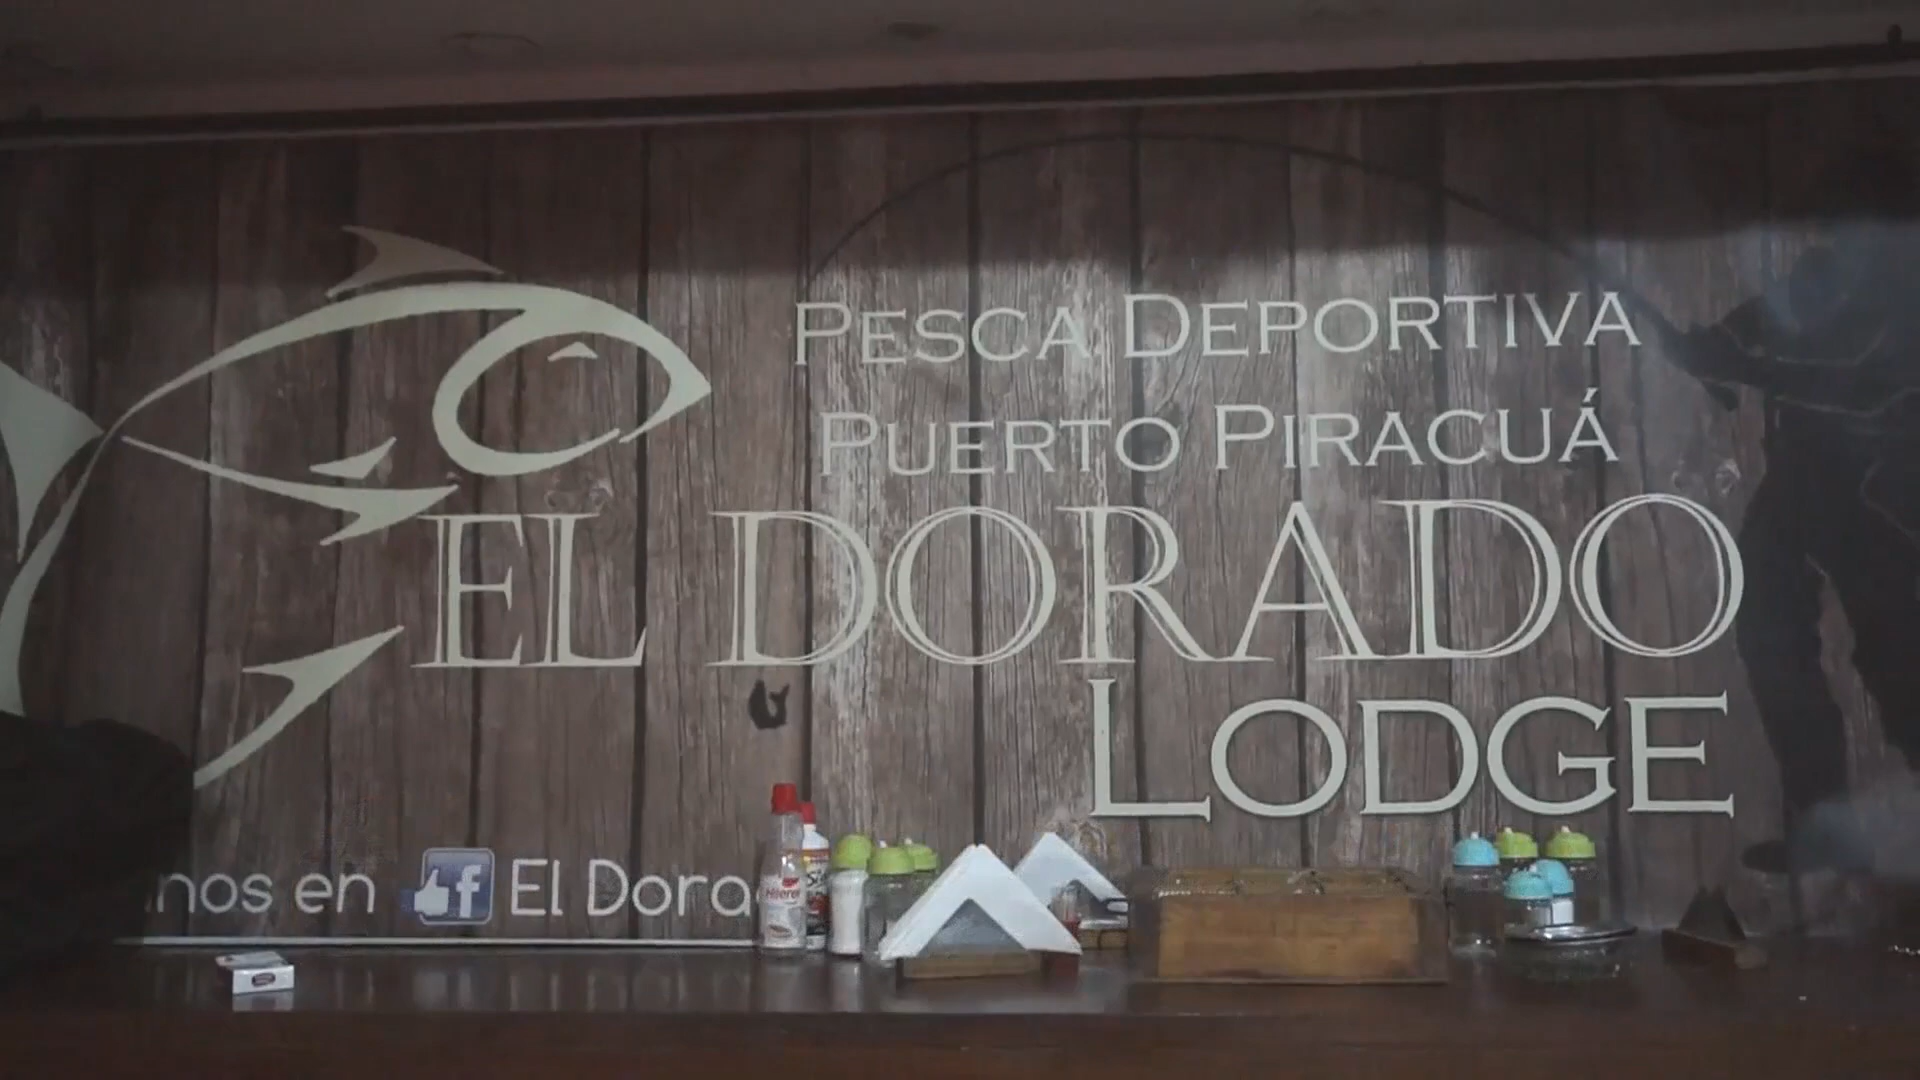 PESCA DEPORTIVA
PUERTO PIRACUÁ
EL DORADO
LODGE
nos en f El Dora